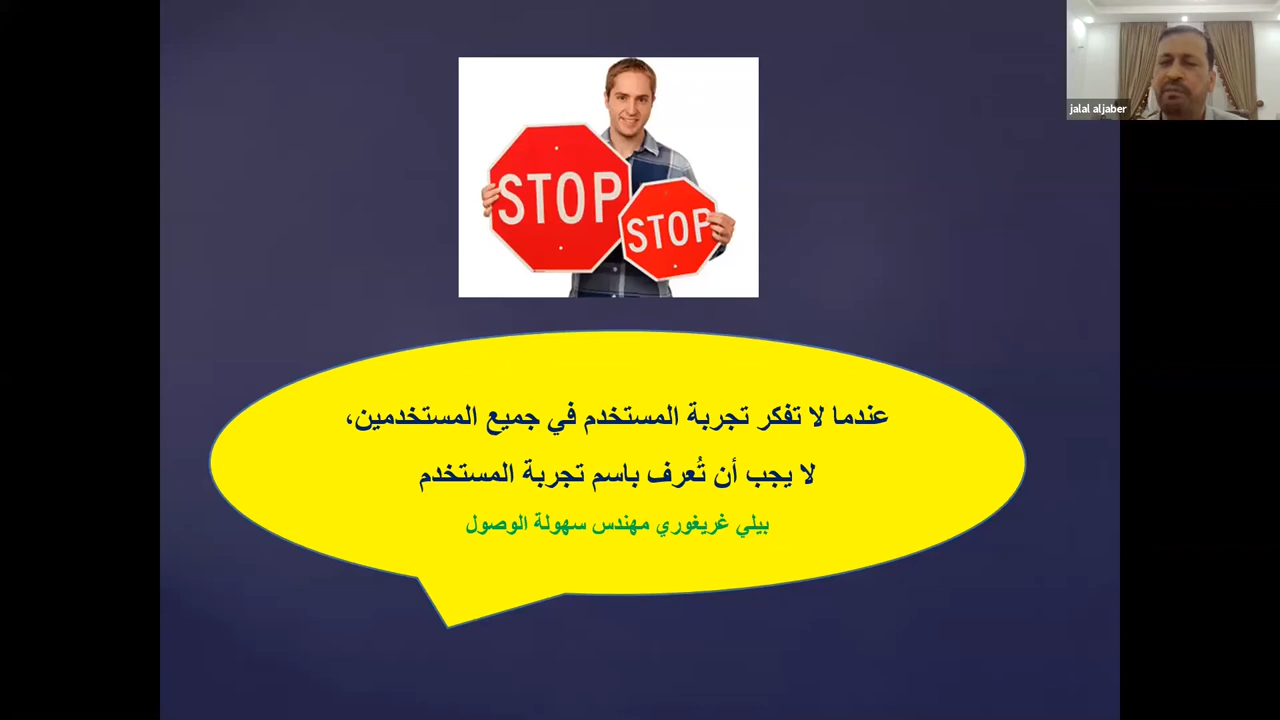 STOP
STOP
jalal aljaber
عندما لا تفكر تجربة المستخدم في جميع المستخدمين،
لا يجب أن تُعرف باسم تجربة المستخدم
بيلي غريغوري مهندس سهولة الوصول